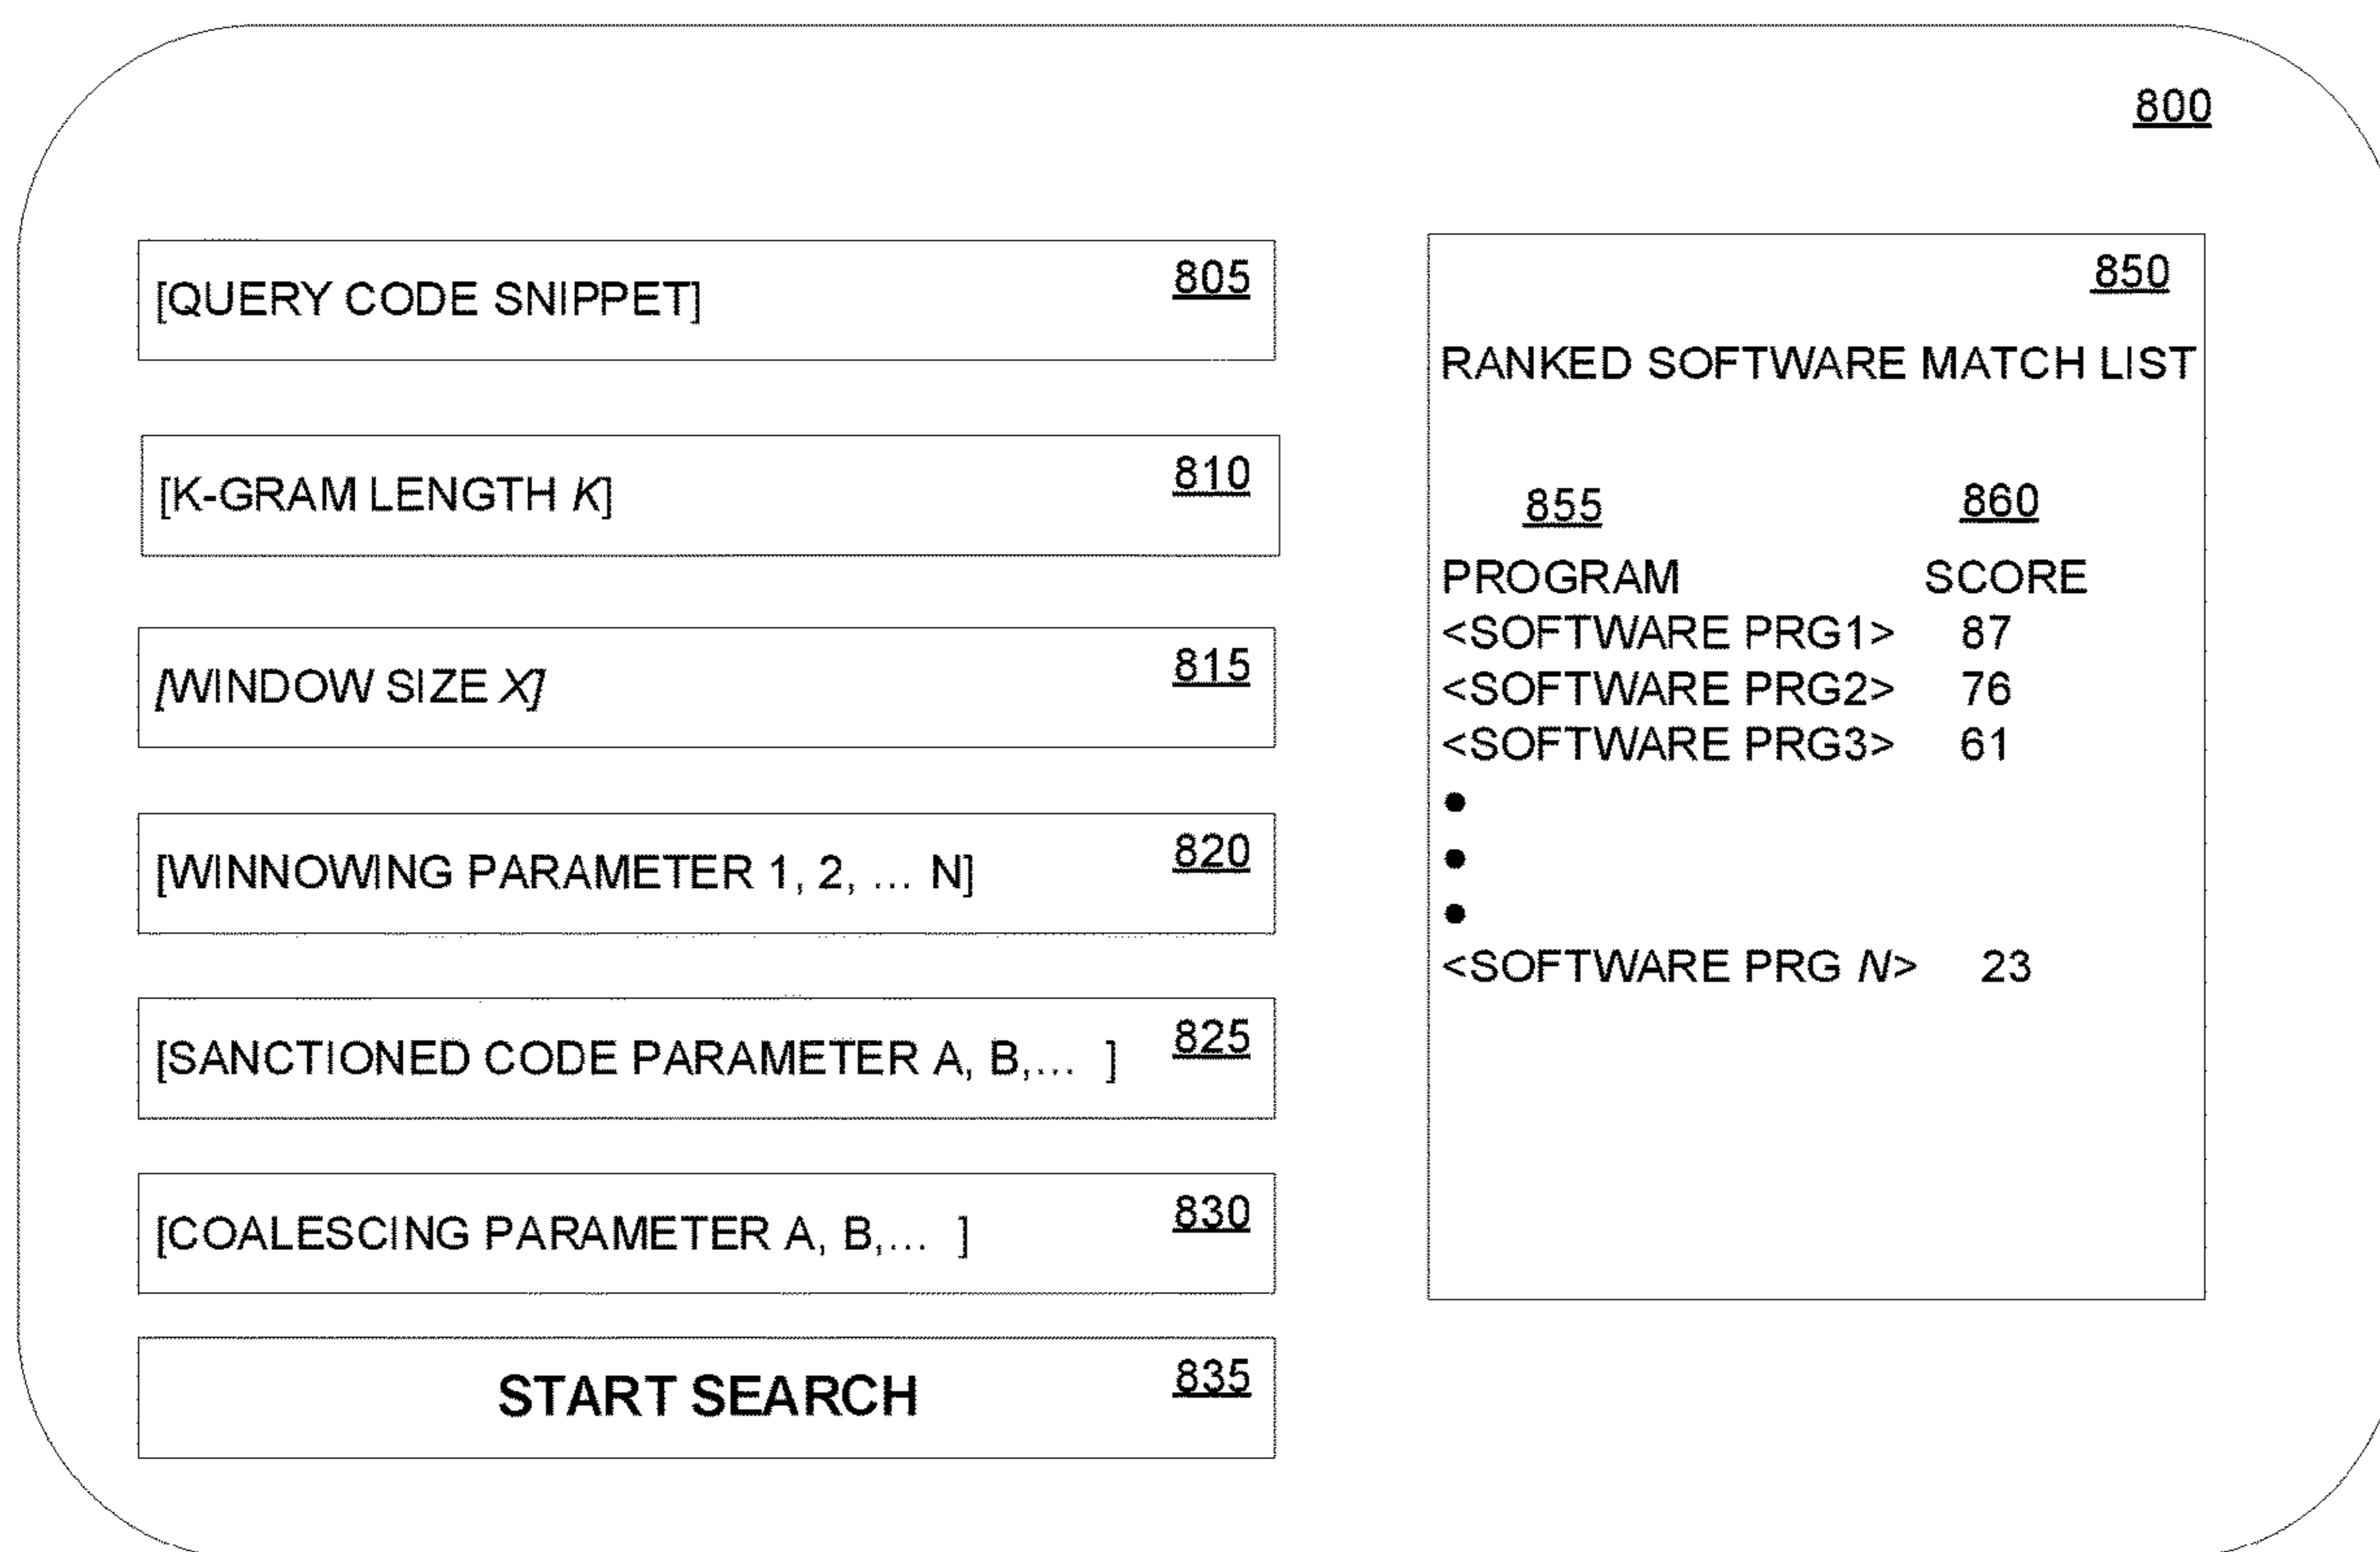 800
[QUERY CODE SNIPPET] 805
[K-GRAM LENGTH K] 810
[WINDOW SIZE X] 815
[WINNOWING PARAMETER 1, 2, ... N] 820
[SANCTIONED CODE PARAMETER A, B,... ] 825
[COALESCING PARAMETER A, B,... ] 830
START SEARCH 835
850
RANKED SOFTWARE MATCH LIST
855 860
PROGRAM SCORE
<SOFTWARE PRG1> 87
<SOFTWARE PRG2> 76
<SOFTWARE PRG3> 61
●
●
●
<SOFTWARE PRG N> 23